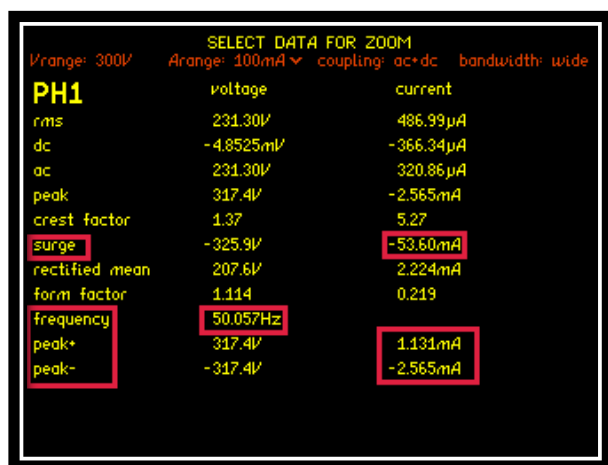 SELECT DATA FOR ZOOM
Vrange: 300V Arange: 100mA coupling: ac+dc bandwidth: wide
PH1 voltage current
rms 231.30V 486.99µA
dc -4.8525mV -366.34µA
ac 231.30V 320.86µA
peak 317.4V -2.565mA
crest factor 1.37 5.27
surge -325.9V -53.60mA
rectified mean 207.6V 2.224mA
form factor 1.114 0.219
frequency 50.057Hz
peak+ 317.4V 1.131mA
peak- -317.4V -2.565mA